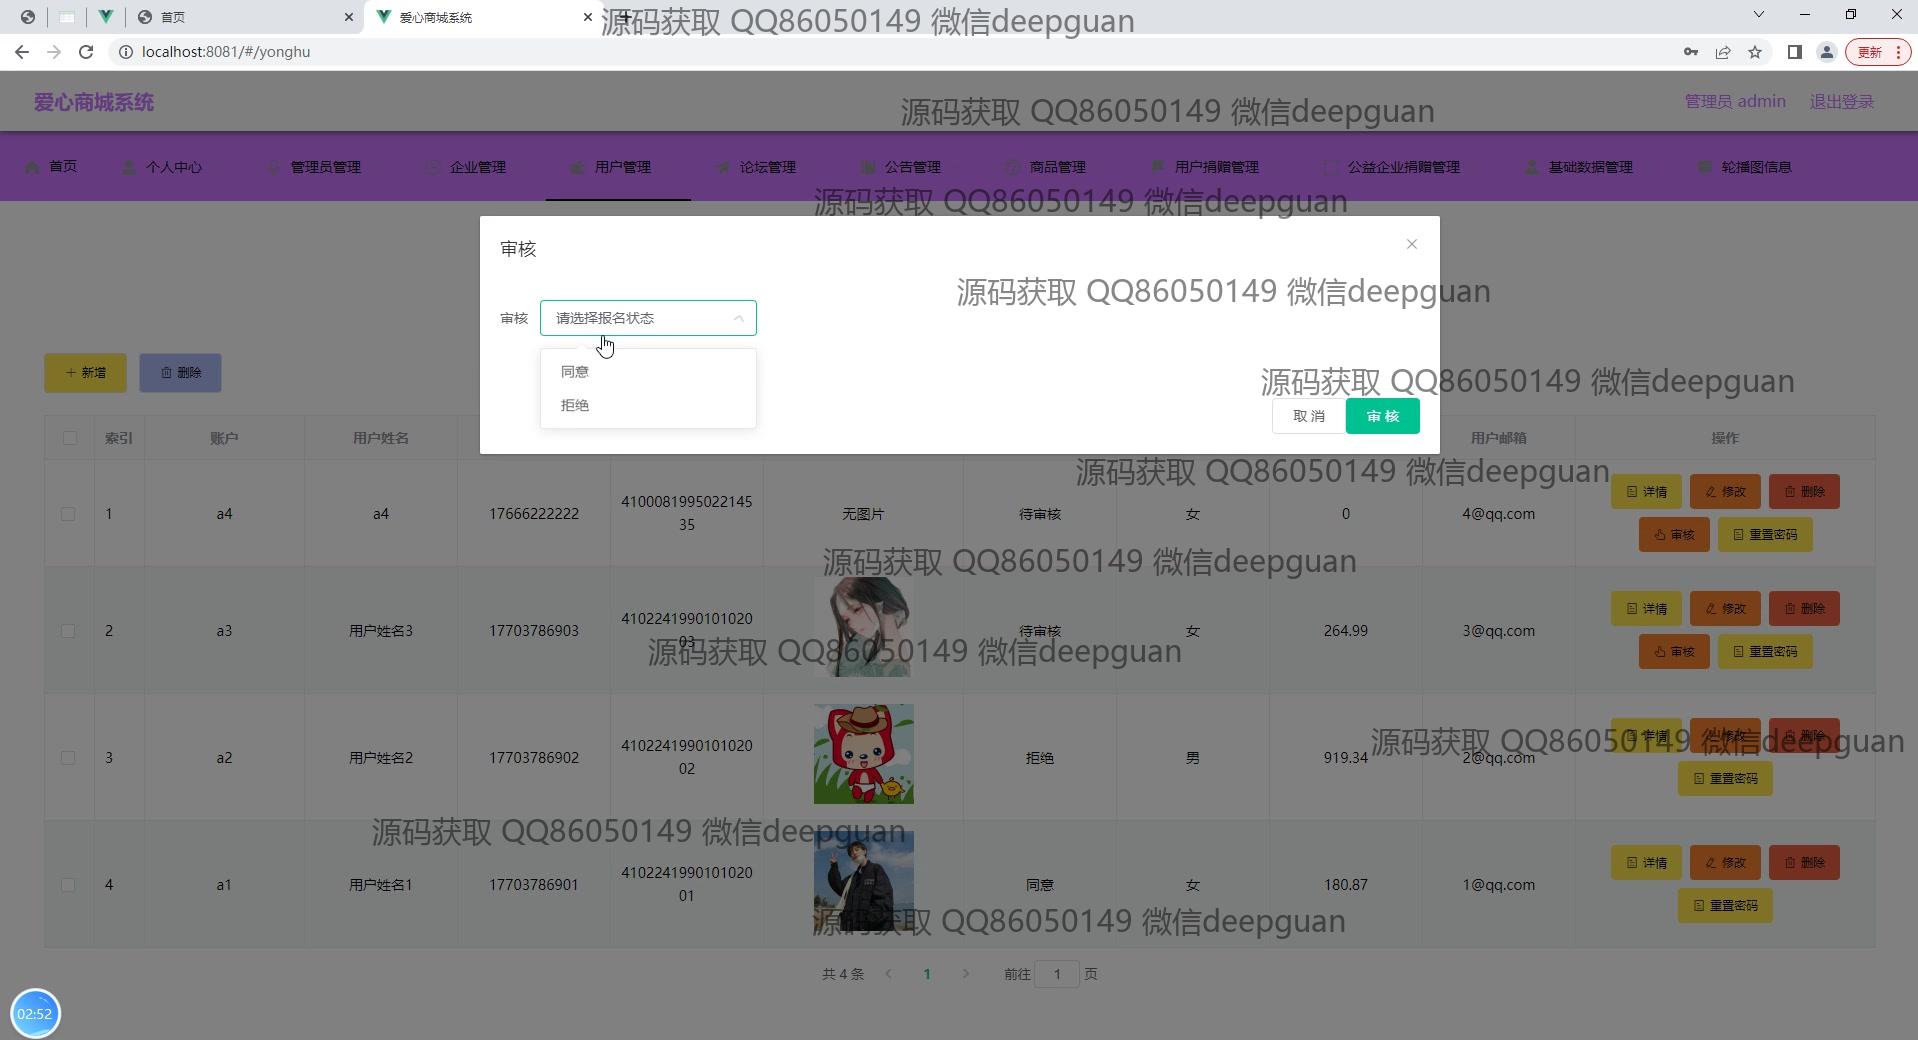 首页
爱心商城系统
源码获取 QQ86050149 微信deepguan
localhost:8081/#/yonghu
更新
爱心商城系统
源码获取 QQ86050149 微信deepguan
管理员 admin
退出登录
首页
个人中心
管理员管理
企业管理
用户管理
论坛管理
公告管理
商品管理
用户捐赠管理
公益企业捐赠管理
基础数据管理
轮播图信息
源码获取 QQ86050149 微信deepguan
审核
源码获取 QQ86050149 微信deepguan
审核
请选择报名状态
同意
拒绝
源码获取 QQ86050149 微信deepguan
取 消
审 核
新增
删除
索引
账户
用户姓名
用户邮箱
操作
源码获取 QQ86050149 微信deepguan
1
a4
a4
17666222222
4100081995022145
35
无图片
待审核
女
0
4@qq.com
详情
修改
删除
审核
重置密码
源码获取 QQ86050149 微信deepguan
2
a3
用户姓名3
17703786903
4102241990101020
03
待审核
女
264.99
3@qq.com
详情
修改
删除
审核
重置密码
源码获取 QQ86050149 微信deepguan
3
a2
用户姓名2
17703786902
4102241990101020
02
拒绝
男
919.34
2@qq.com
详情
修改
删除
重置密码
源码获取 QQ86050149 微信deepguan
源码获取 QQ86050149 微信deepguan
4
a1
用户姓名1
17703786901
4102241990101020
01
同意
女
180.87
1@qq.com
详情
修改
删除
重置密码
源码获取 QQ86050149 微信deepguan
共 4 条
1
前往
1
页
02:52